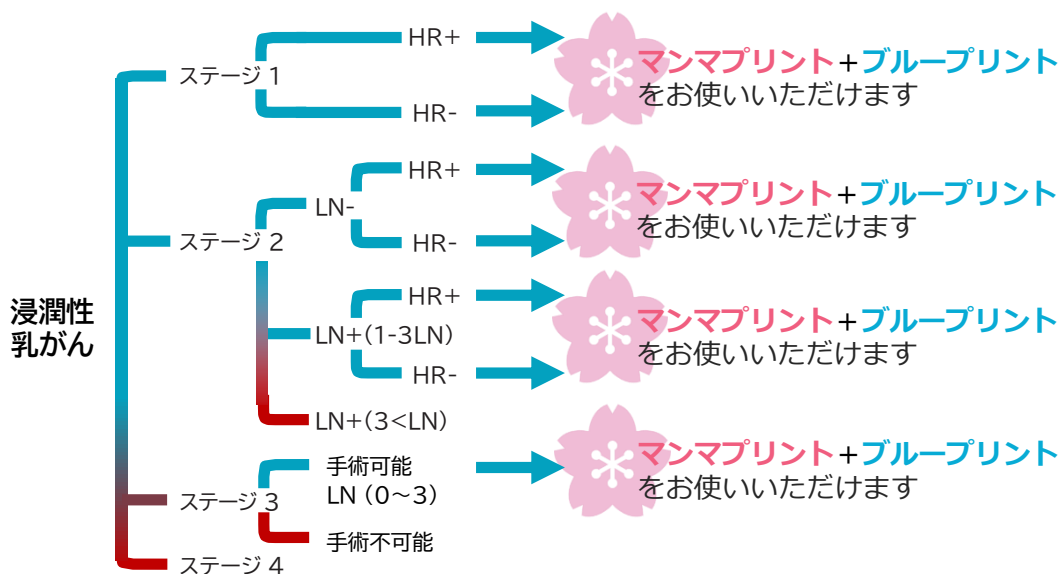 浸潤性
乳がん
ステージ 1
HR+
HR-
マンマプリント+ブループリント
をお使いいただけます
ステージ 2
LN-
HR+
HR-
マンマプリント+ブループリント
をお使いいただけます
LN+(1-3LN)
HR+
HR-
マンマプリント+ブループリント
をお使いいただけます
LN+(3<LN)
ステージ 3
手術可能
LN (0～3)
マンマプリント+ブループリント
をお使いいただけます
手術不可能
ステージ 4